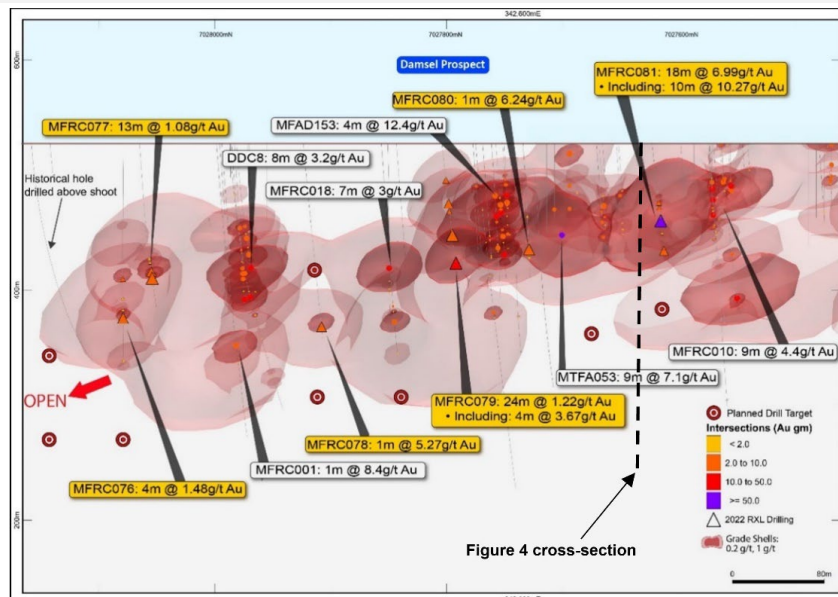 342.600mE
7028000mN
7027800mN
7027600mN
600m
Damsel Prospect
MFRC081: 18m @ 6.99g/t Au
• Including: 10m @ 10.27g/t Au
MFRC080: 1m @ 6.24g/t Au
MFRC077: 13m @ 1.08g/t Au
MFAD153: 4m @ 12.4g/t Au
DDC8: 8m @ 3.2g/t Au
Historical hole
drilled above shoot
MFRC018: 7m @ 3g/t Au
400m
MFRC010: 9m @ 4.4g/t Au
MTFA053: 9m @ 7.1g/t Au
OPEN
MFRC079: 24m @ 1.22g/t Au
• Including: 4m @ 3.67g/t Au
MFRC078: 1m @ 5.27g/t Au
MFRC001: 1m @ 8.4g/t Au
MFRC076: 4m @ 1.48g/t Au
200m
Figure 4 cross-section
Planned Drill Target
Intersections (Au gm)
< 2.0
2.0 to 10.0
10.0 to 50.0
>= 50.0
2022 RXL Drilling
Grade Shells:
0.2 g/t, 1 g/t
0
80m